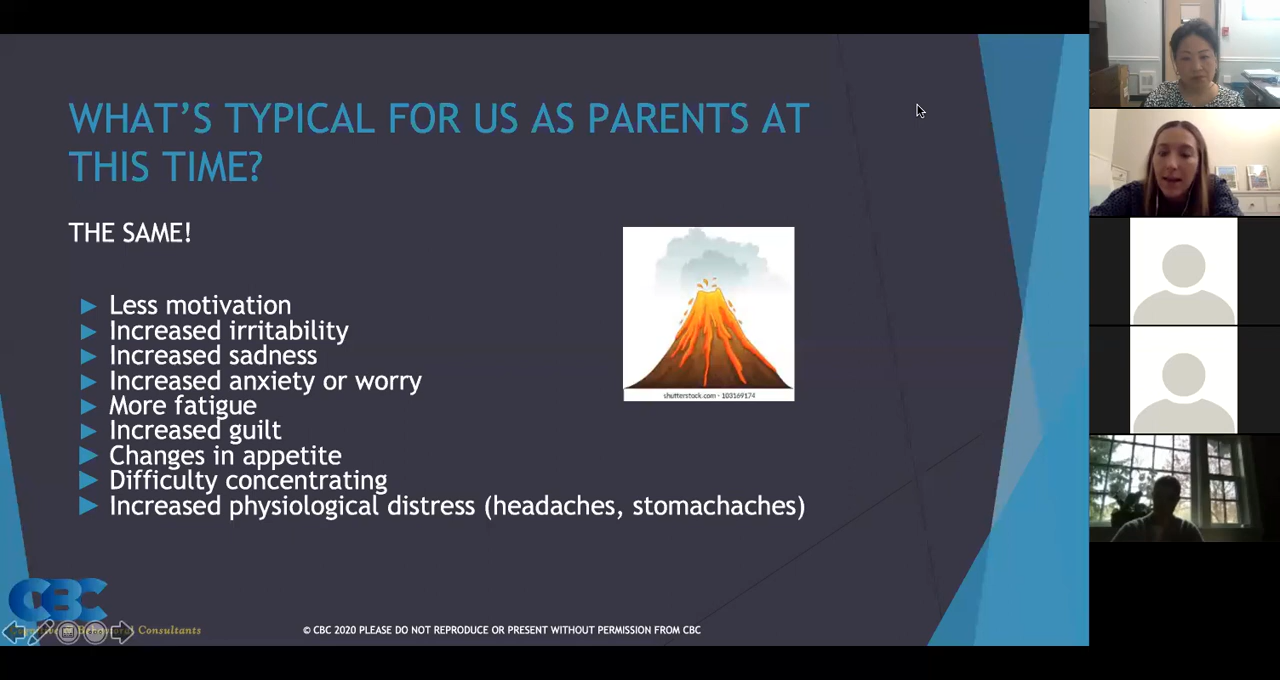 WHAT'S TYPICAL FOR US AS PARENTS AT
THIS TIME?
THE SAME!
Less motivation
Increased irritability
Increased sadness
Increased anxiety or worry
More fatigue
Increased guilt
Changes in appetite
Difficulty concentrating
Increased physiological distress (headaches, stomachaches)
shutterstock.com · 103169174
CBC
Behavioral Consultants
© CBC 2020 PLEASE DO NOT REPRODUCE OR PRESENT WITHOUT PERMISSION FROM CBC